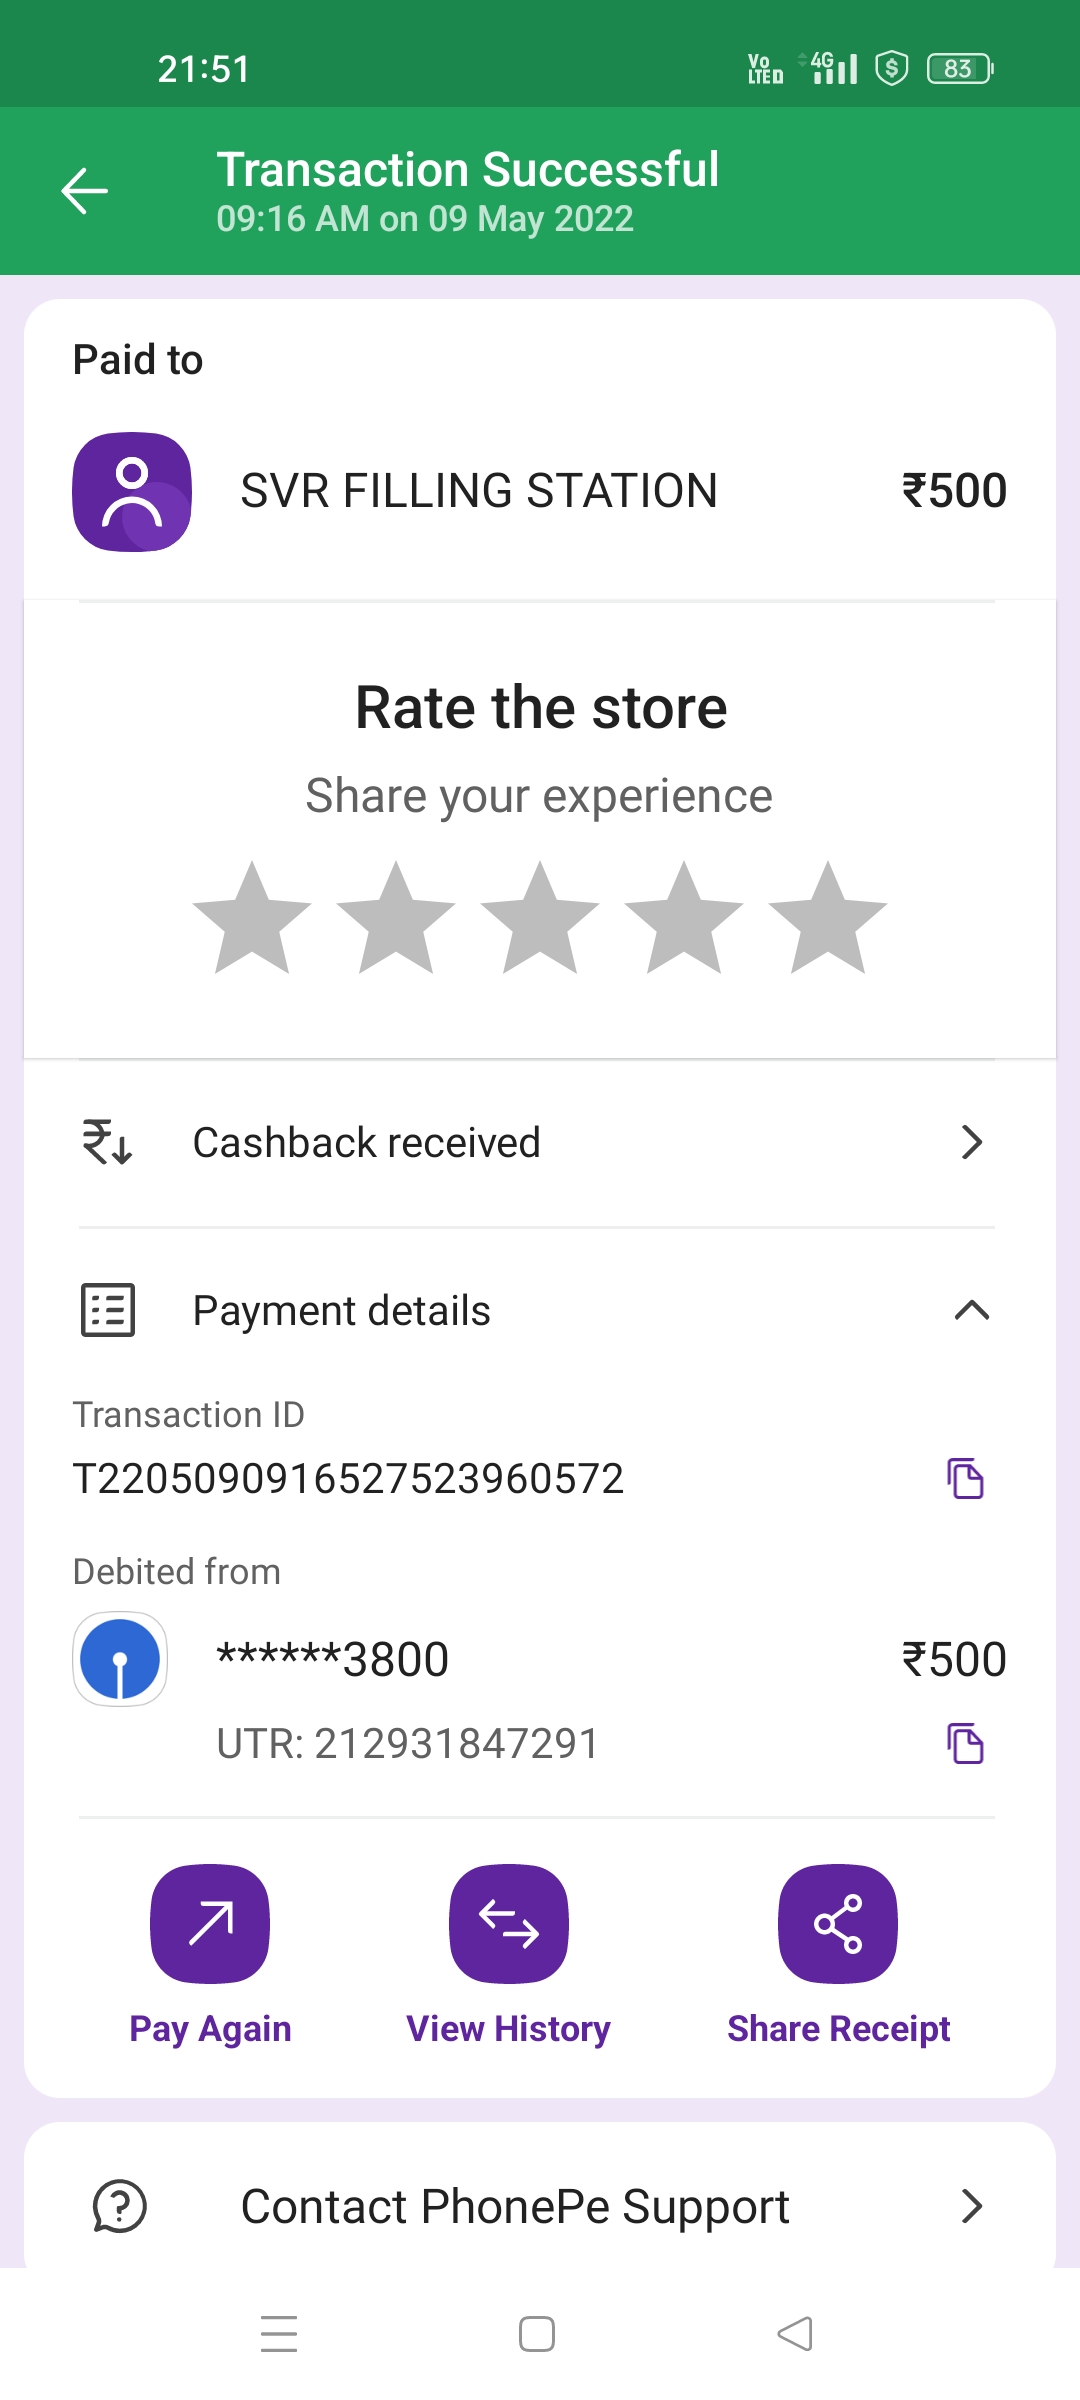 21:51
Vo LTE D 4G 83
Transaction Successful
09:16 AM on 09 May 2022
Paid to
SVR FILLING STATION ₹500
Rate the store
Share your experience
Cashback received
Payment details
Transaction ID
T2205090916527523960572
Debited from
******3800 ₹500
UTR: 212931847291
Pay Again View History Share Receipt
Contact PhonePe Support